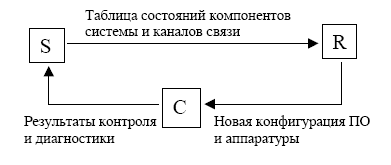 Таблица состояний компонентов
системы и каналов связи
S
R
C
Результаты контроля
и диагностики
Новая конфигурация ПО
и аппаратуры